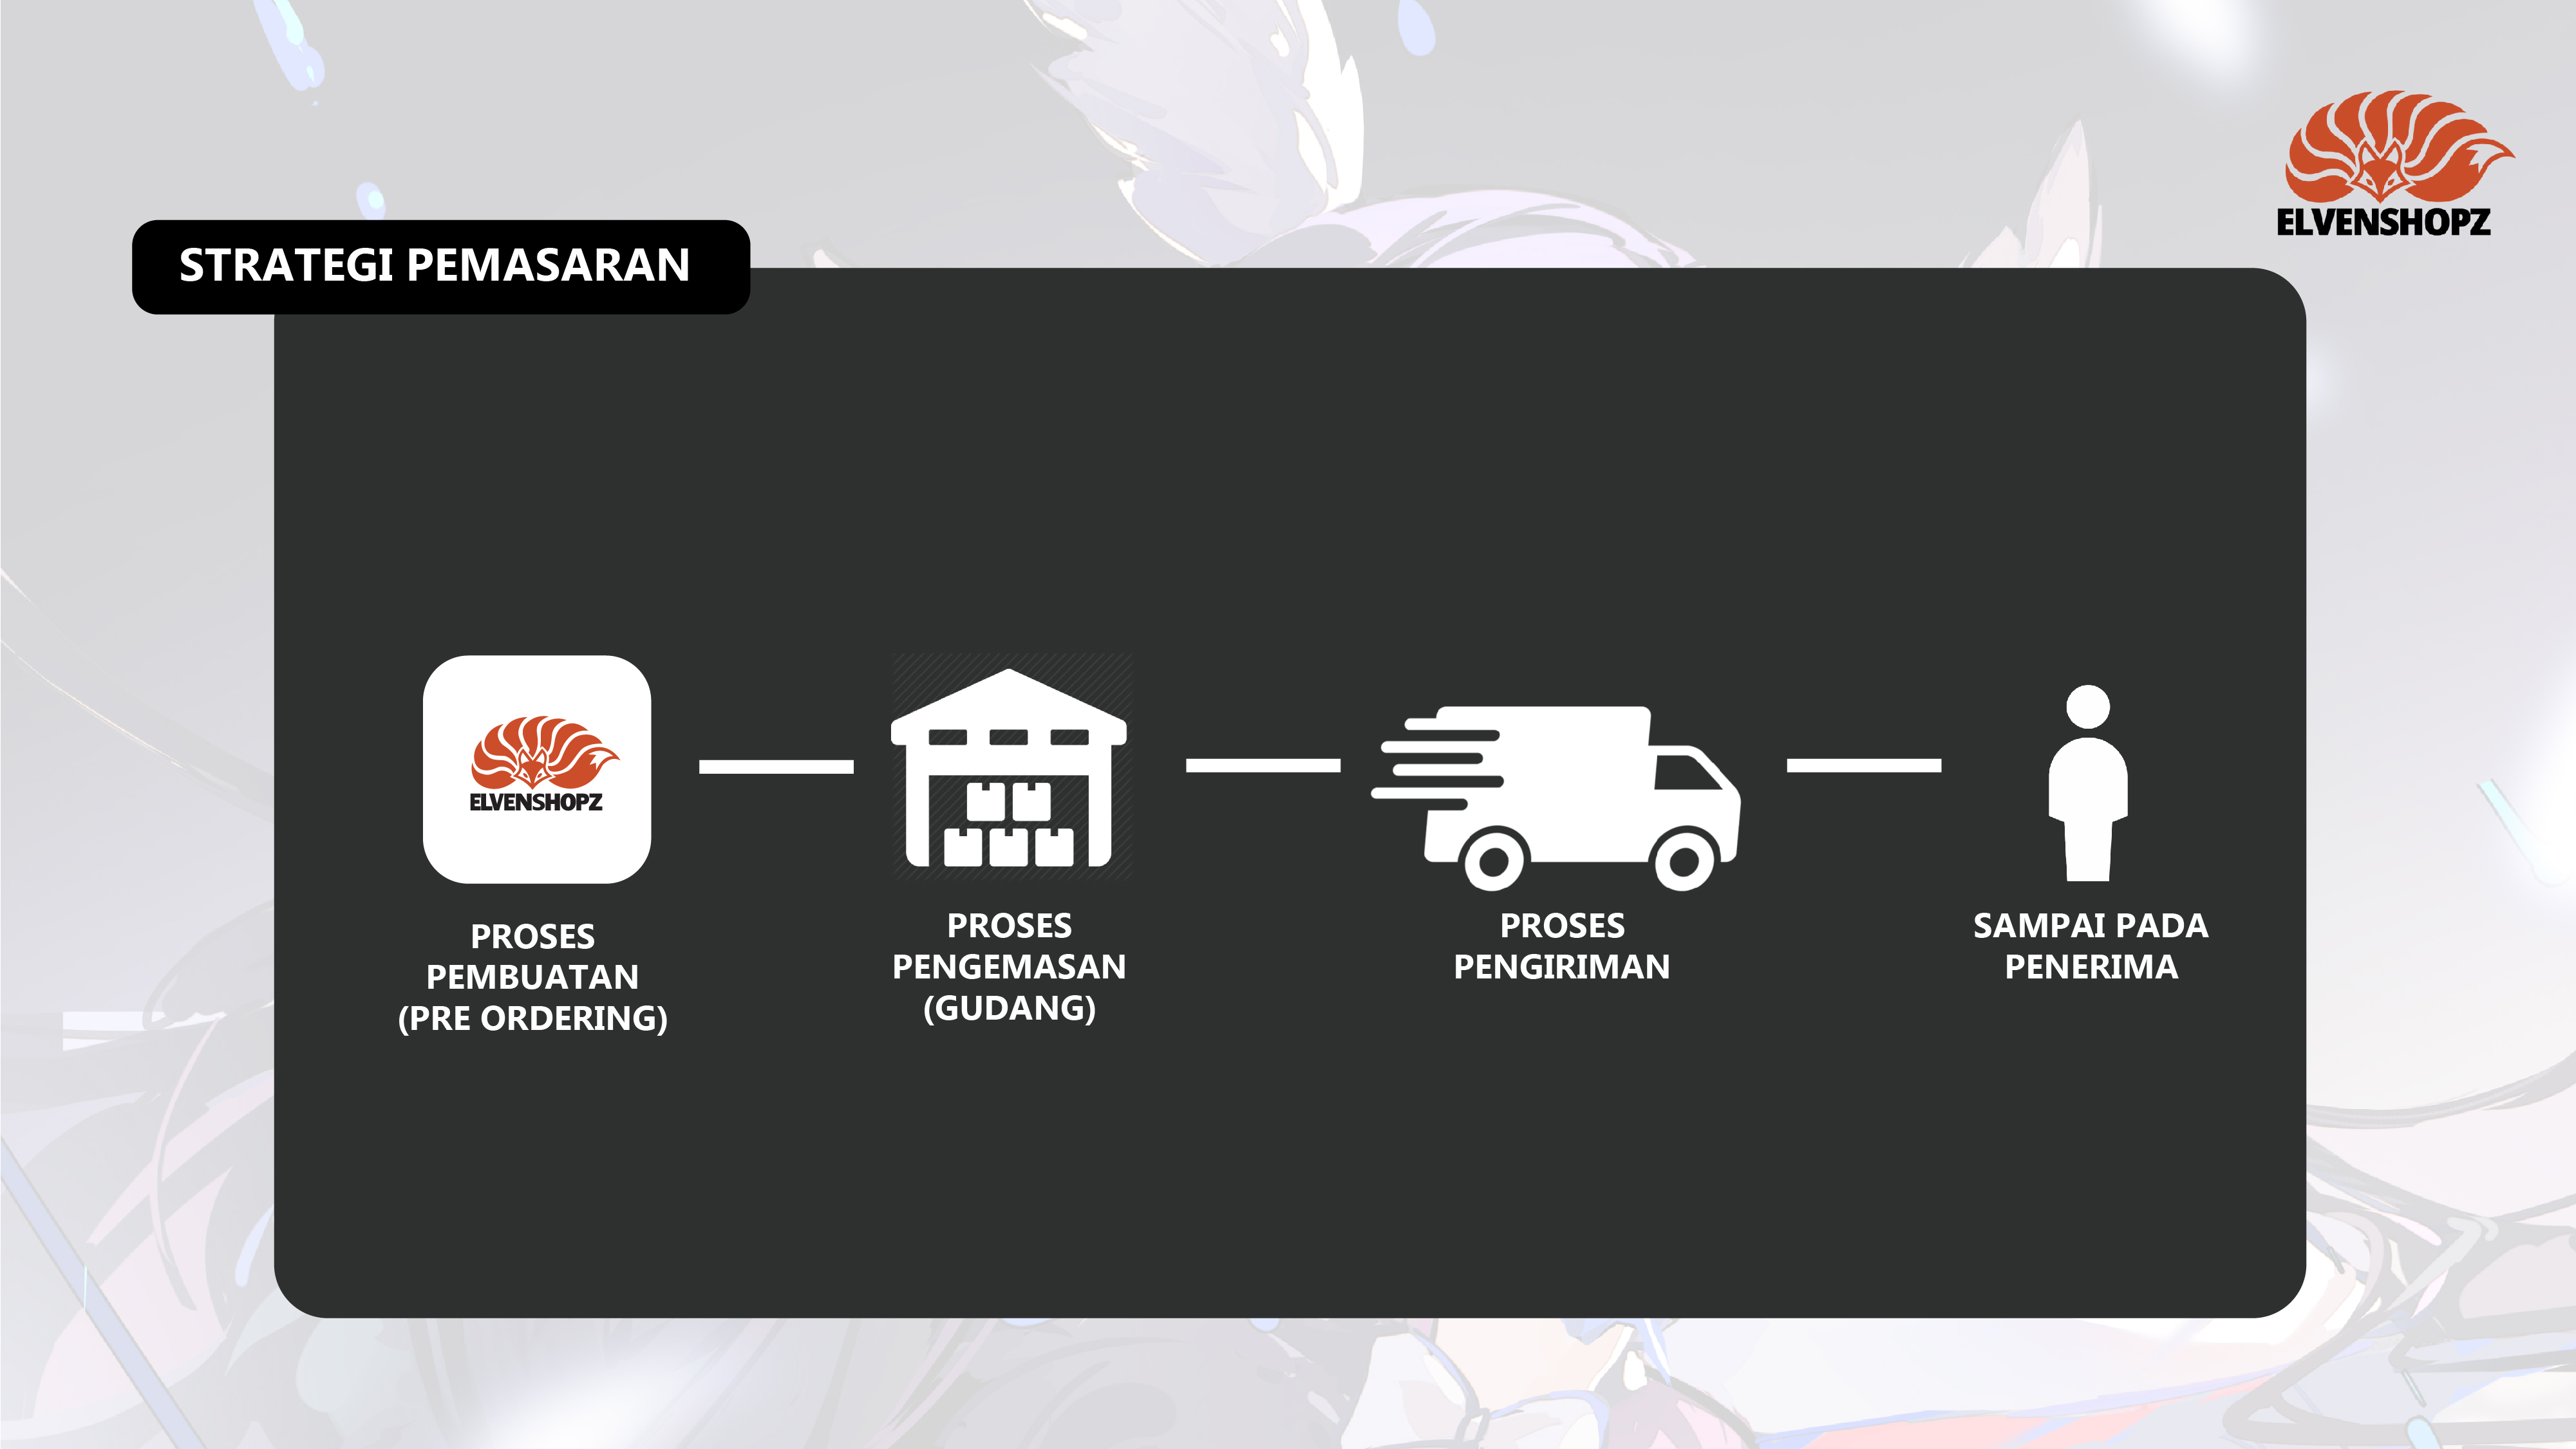 ELVENSHOPZ
STRATEGI PEMASARAN
ELVENSHOPZ
PROSES
PEMBUATAN
(PRE ORDERING)
PROSES
PENGEMASAN
(GUDANG)
PROSES
PENGIRIMAN
SAMPAI PADA
PENERIMA